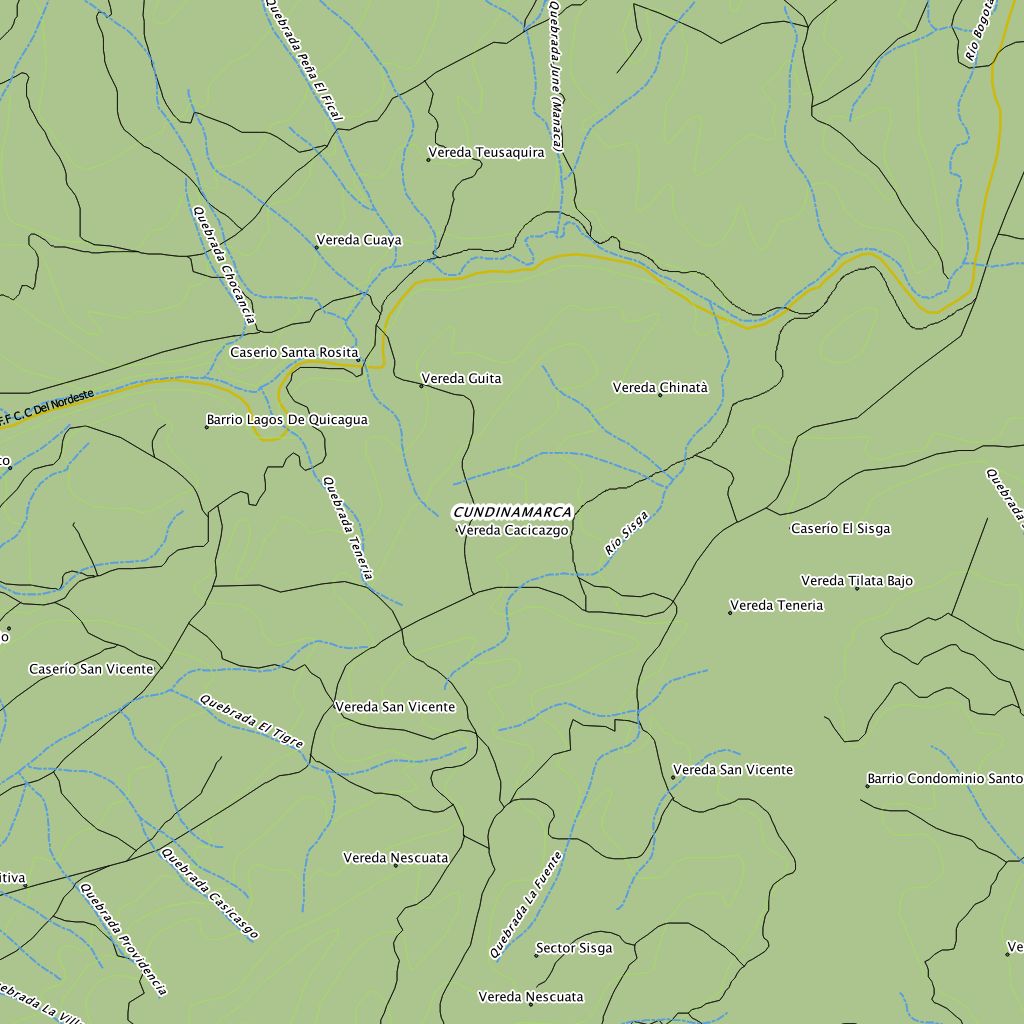 Quebrada Peña El Fical
Quebrada June (Manaca)
Río Bogotá
Vereda Teusaquira
Quebrada Chocancia
Vereda Cuaya
Caserio Santa Rosita
Vereda Guita
Vereda Chinatà
F.F C.C Del Nordeste
Barrio Lagos De Quicagua
Quebrada Teneria
CUNDINAMARCA
Vereda Cacicazgo
Río Sisga
Caserío El Sisga
Quebrada
Vereda Tilata Bajo
Vereda Teneria
Caserío San Vicente
Quebrada El Tigre
Vereda San Vicente
Vereda San Vicente
Barrio Condominio Santo
Vereda Nescuata
Quebrada Casicasgo
Quebrada La Fuente
Quebrada Providencia
Sector Sisga
Vereda Nescuata